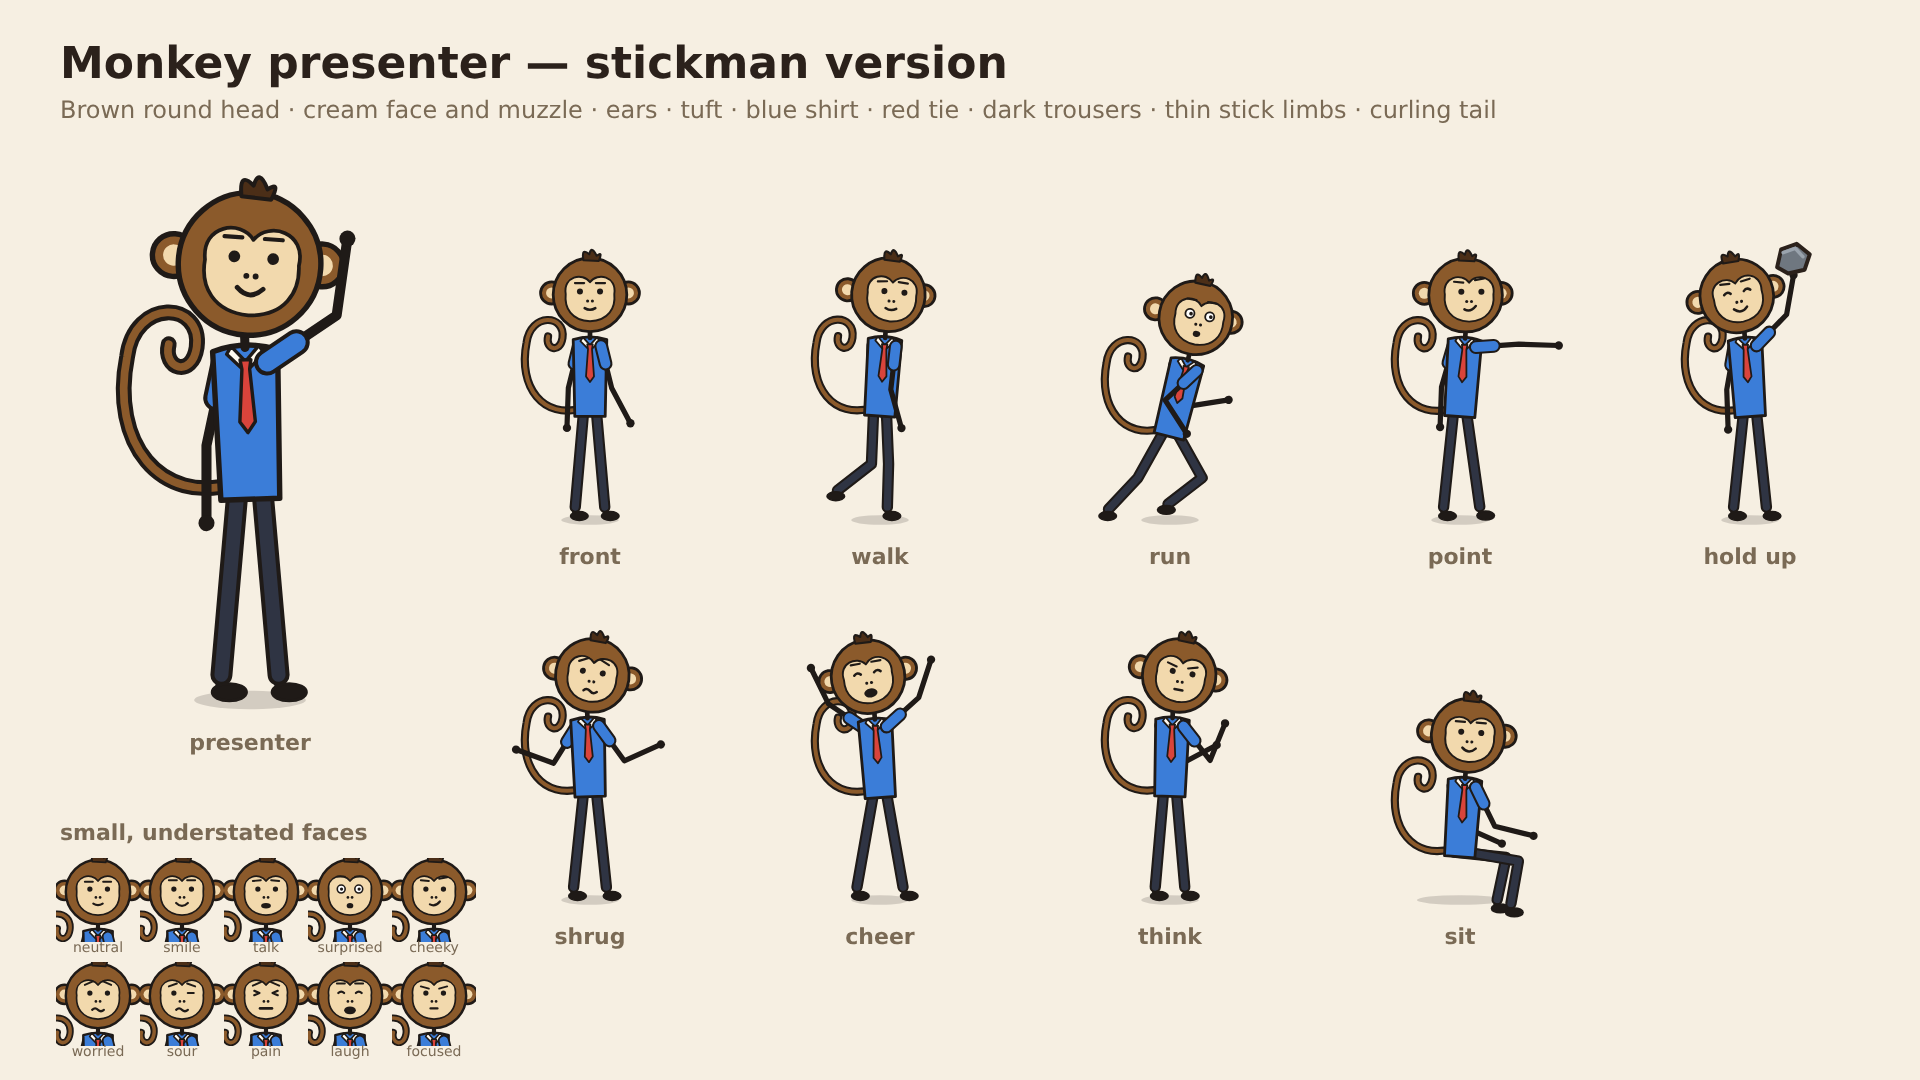 Monkey presenter — stickman version
Brown round head · cream face and muzzle · ears · tuft · blue shirt · red tie · dark trousers · thin stick limbs · curling tail
front
walk
run
point
hold up
presenter
small, understated faces
neutral
smile
talk
surprised
cheeky
worried
sour
pain
laugh
focused
shrug
cheer
think
sit